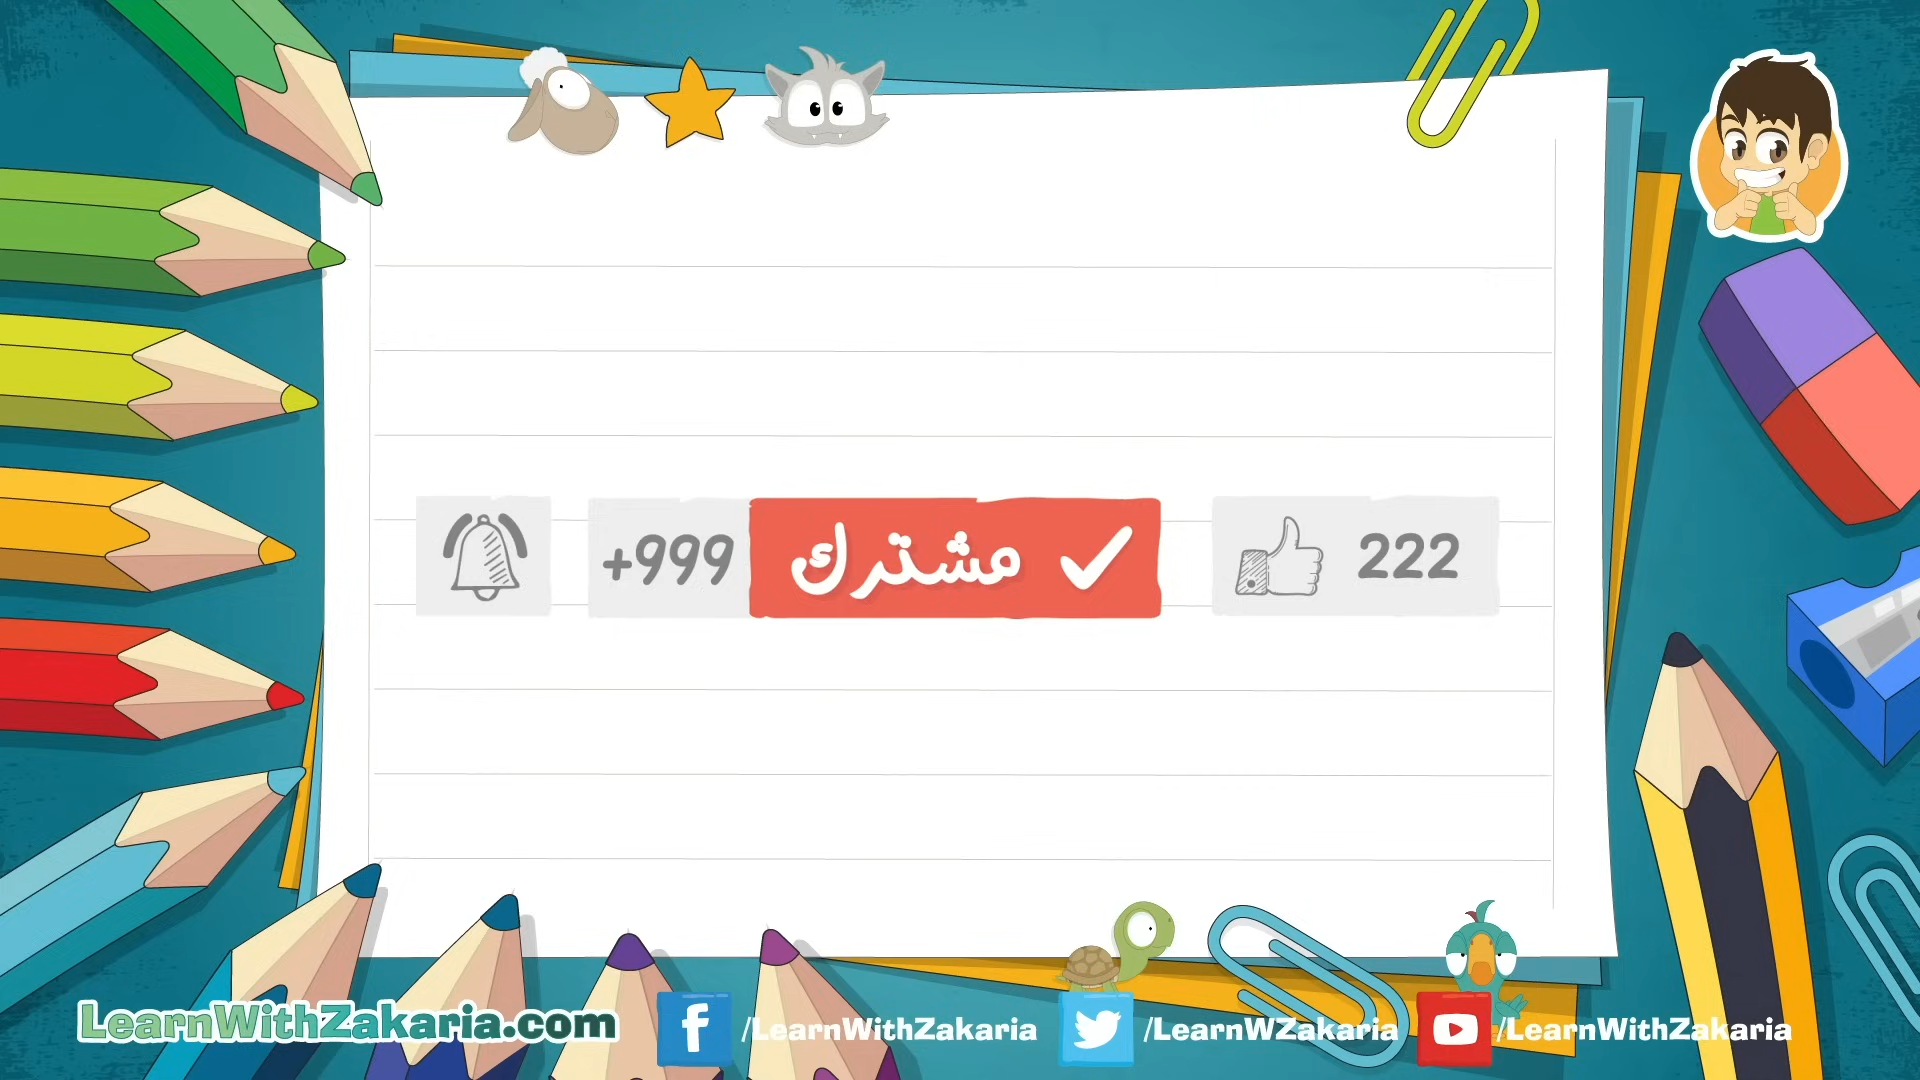 +999 مشترك ✓
222
LearnWithZakaria.com
/LearnWithZakaria
/LearnWZakaria
/LearnWithZakaria